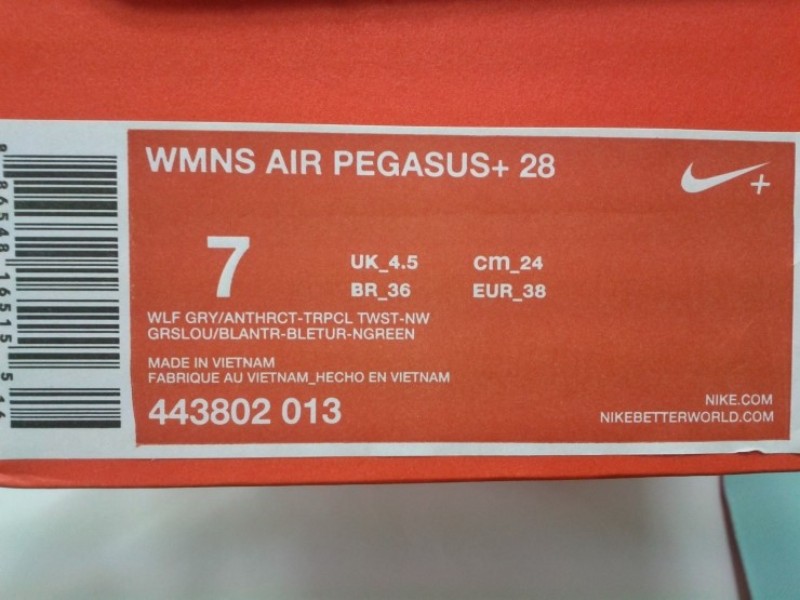 WMNS AIR PEGASUS+ 28
7
UK_4.5 cm_24
BR_36 EUR_38
WLF GRY/ANTHRCT-TRPCL TWST-NW
GRSLOU/BLANTR-BLETUR-NGREEN
MADE IN VIETNAM
FABRIQUE AU VIETNAM_HECHO EN VIETNAM
443802 013
NIKE.COM
NIKEBETTERWORLD.COM